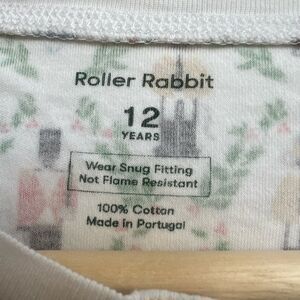 Roller Rabbit
12
YEARS
Wear Snug Fitting
Not Flame Resistant
100% Cotton
Made in Portugal